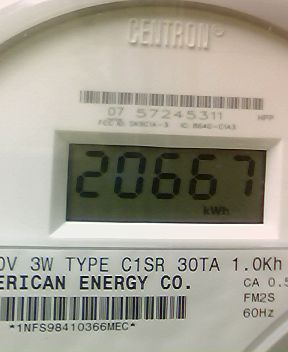 CENTRON®
07 57245311
HPP
20667
kWh
0V 3W TYPE C1SR 30TA 1.0Kh
ERICAN ENERGY CO.
CA 0.5
FM2S
60Hz
*1NFS98410366MEC*